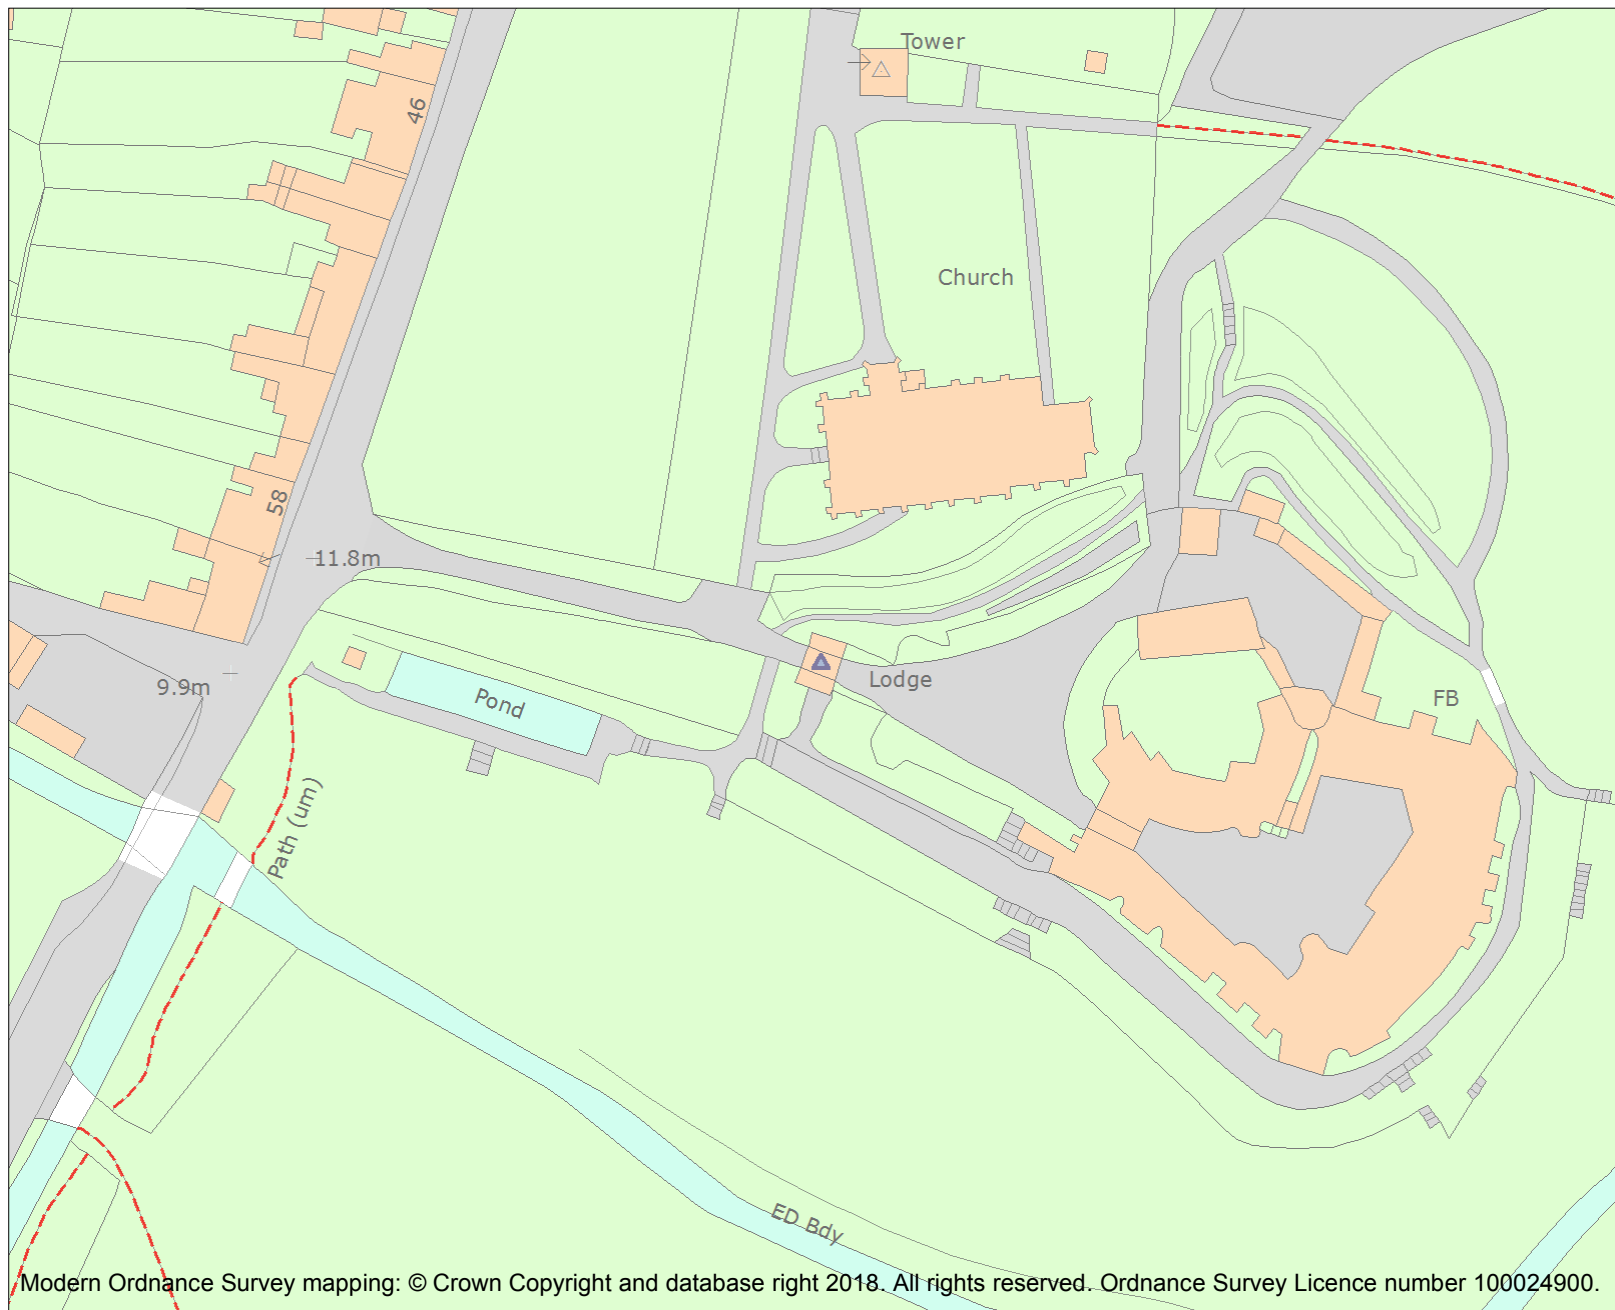 Tower
46
Church
58
11.8m
Lodge
9.9m
Pond
FB
Path (um)
ED Bdy
Modern Ordnance Survey mapping: © Crown Copyright and database right 2018. All rights reserved. Ordnance Survey Licence number 100024900.